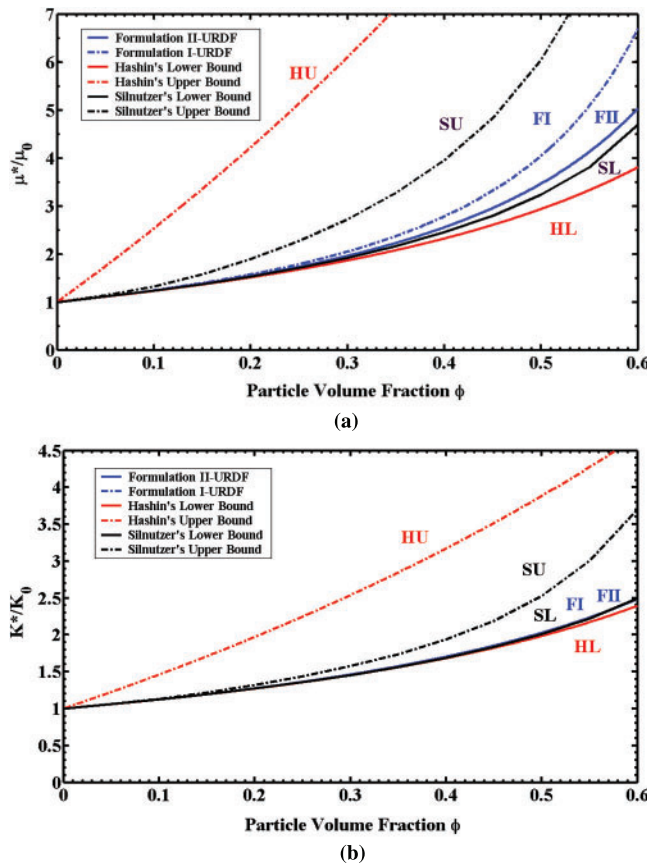 7
6
5
4
3
2
1
0
μ*/μ0
Formulation II-URDF
Formulation I-URDF
Hashin's Lower Bound
Hashin's Upper Bound
Silnutzer's Lower Bound
Silnutzer's Upper Bound
HU
SU
FI
FII
SL
HL
0 0.1 0.2 0.3 0.4 0.5 0.6
Particle Volume Fraction ϕ
(a)
4.5
4
3.5
3
2.5
2
1.5
1
0.5
0
K*/K0
Formulation II-URDF
Formulation I-URDF
Hashin's Lower Bound
Hashin's Upper Bound
Silnutzer's Lower Bound
Silnutzer's Upper Bound
HU
SU
FI
FII
SL
HL
0 0.1 0.2 0.3 0.4 0.5 0.6
Particle Volume Fraction ϕ
(b)